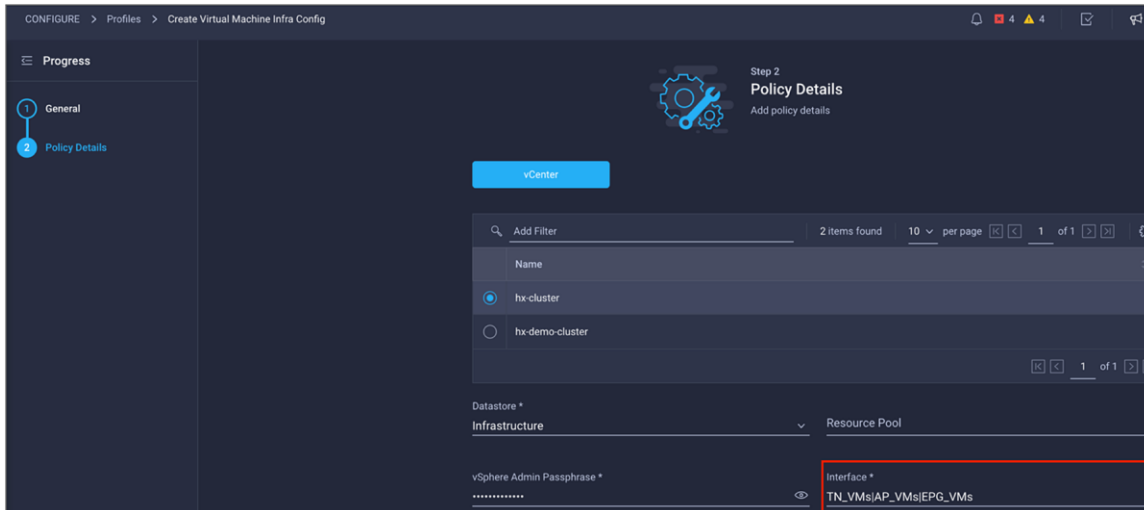 CONFIGURE > Profiles > Create Virtual Machine Infra Config
4 4
Progress
1 General
2 Policy Details
Step 2
Policy Details
Add policy details
vCenter
Add Filter 2 items found 10 per page 1 of 1
Name
hx-cluster
hx-demo-cluster
1 of 1
Datastore *
Infrastructure
Resource Pool
vSphere Admin Passphrase *
Interface *
TN_VMs|AP_VMs|EPG_VMs